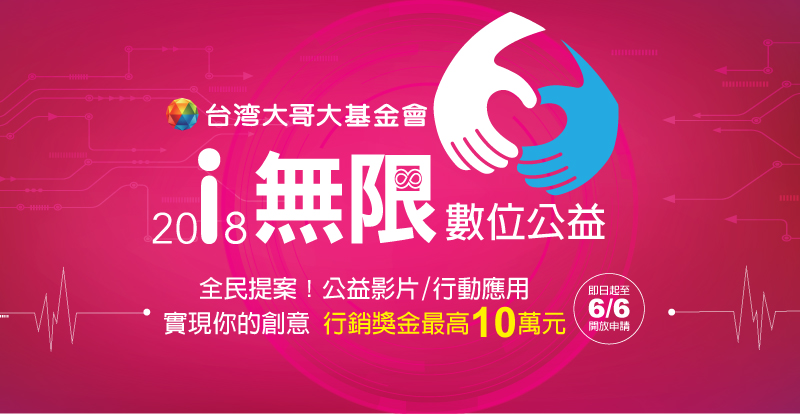 台湾大哥大基金會
2018 i無限 數位公益
全民提案！公益影片/行動應用
實現你的創意 行銷獎金最高10萬元
即日起至
6/6
開放申請